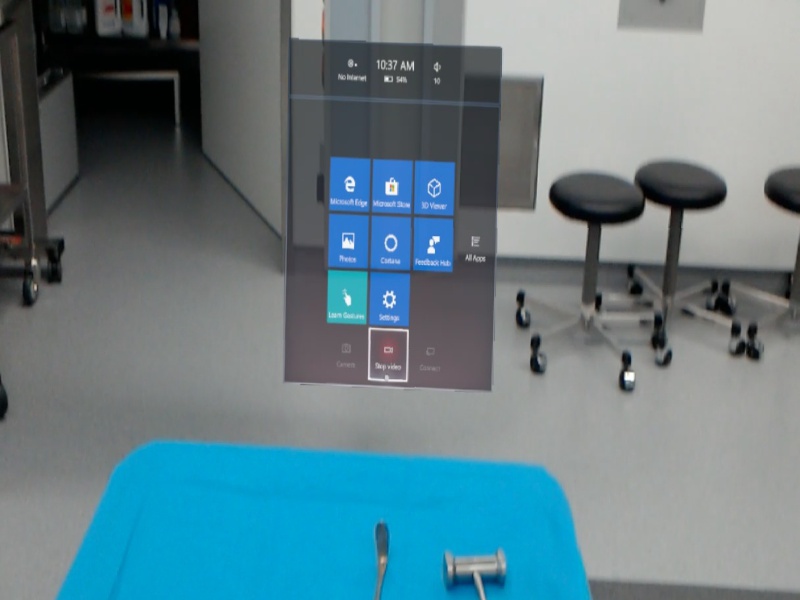 10:37 AM
No Internet
54%
10
Microsoft Edge
Microsoft Store
3D Viewer
Photos
Cortana
Feedback Hub
All Apps
Learn Gestures
Settings
Camera
Stop video
Connect